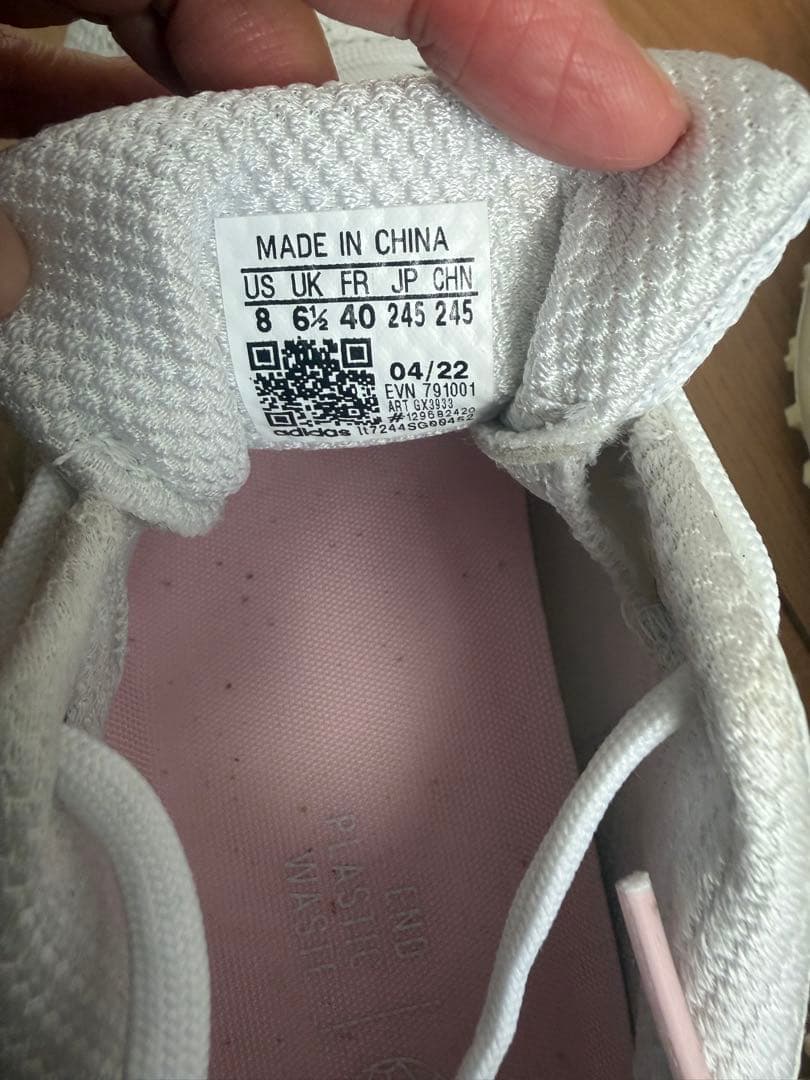 MADE IN CHINA
US UK FR JP CHN
8 6½ 40 245 245
04/22
EVN 791001
ART GX3933
#129682420
adidas lt7244SG00462
END
PLASTIC
WASTE